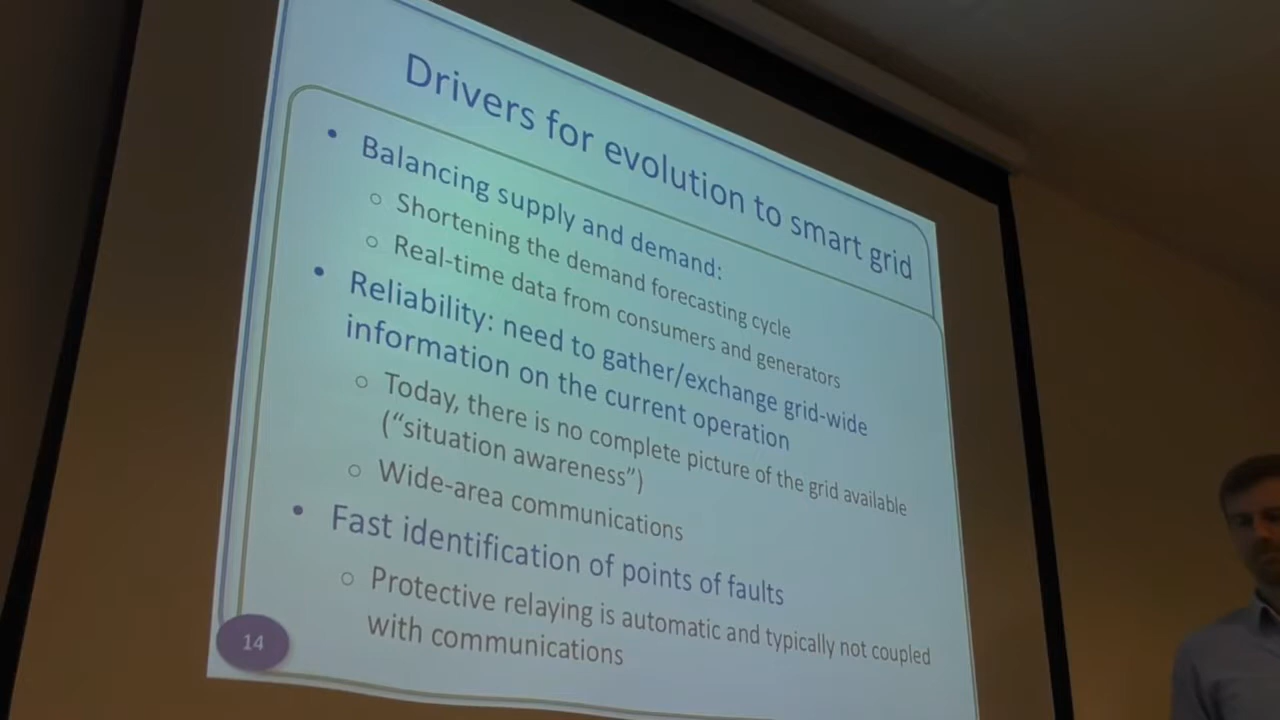 Drivers for evolution to smart grid
• Balancing supply and demand:
○ Shortening the demand forecasting cycle
○ Real-time data from consumers and generators
• Reliability: need to gather/exchange grid-wide
information on the current operation
○ Today, there is no complete picture of the grid available
(“situation awareness”)
○ Wide-area communications
• Fast identification of points of faults
○ Protective relaying is automatic and typically not coupled
with communications
14